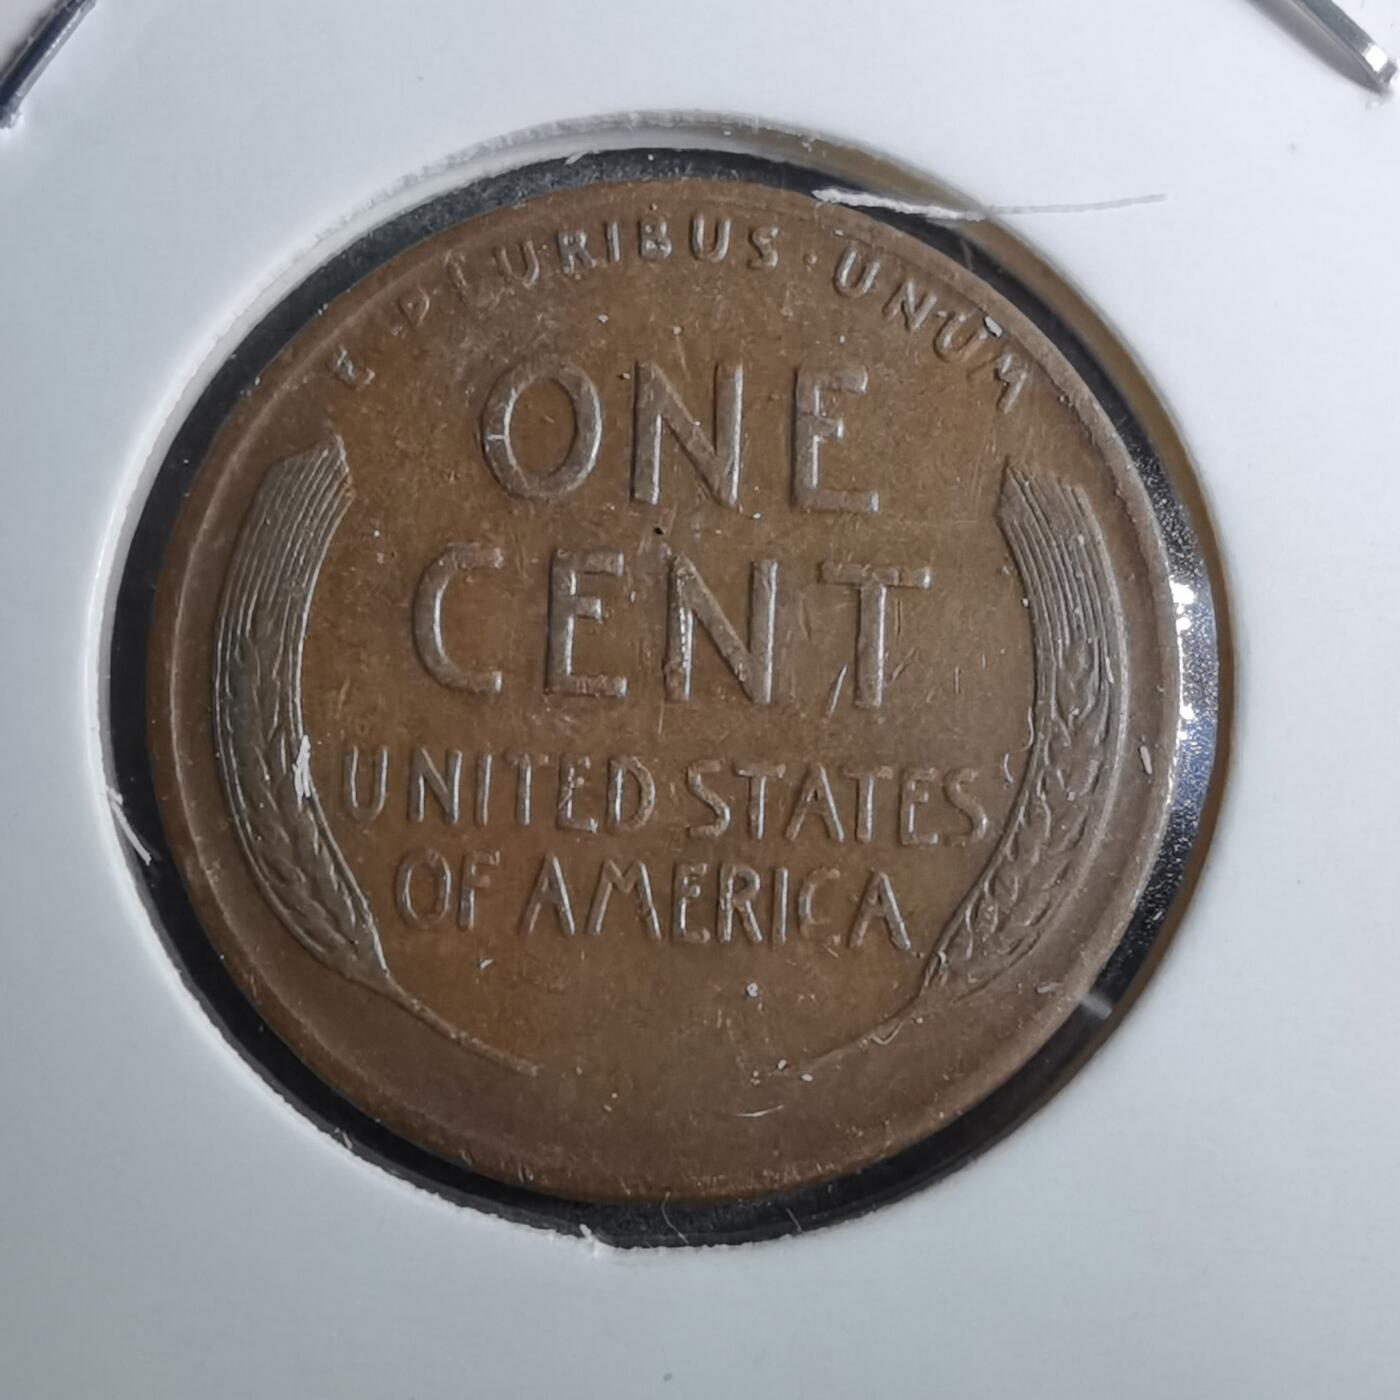 E · PLURIBUS · UNUM
ONE
CENT
UNITED STATES
OF AMERICA